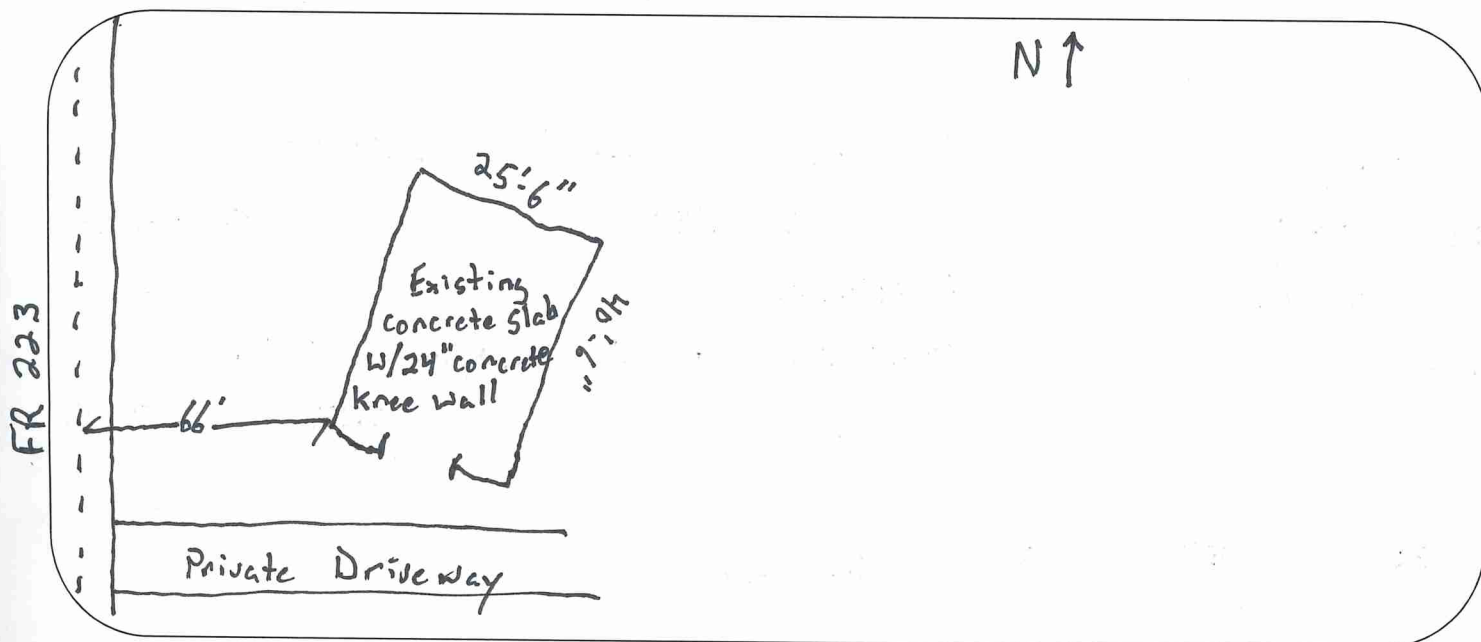 N
25'-6"
Existing
concrete slab
W/24" concrete
knee wall
40'-6"
66'
FR 223
Private Driveway